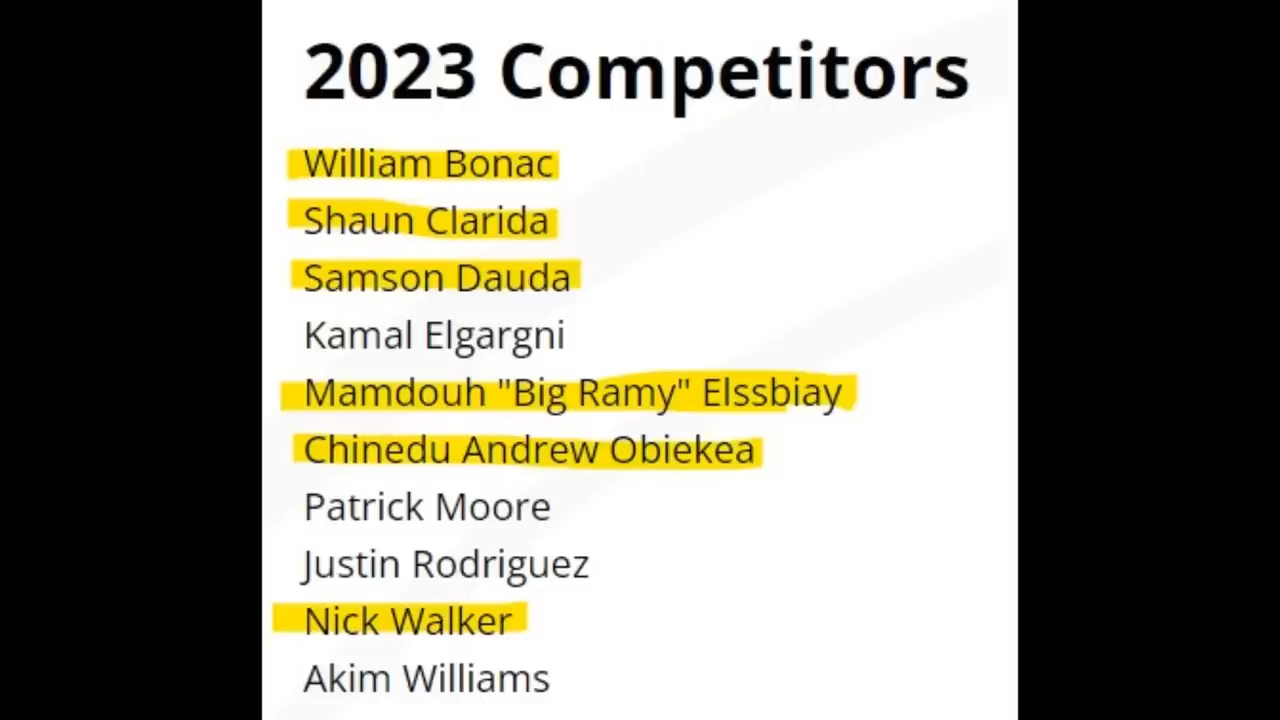 2023 Competitors
William Bonac
Shaun Clarida
Samson Dauda
Kamal Elgargni
Mamdouh "Big Ramy" Elssbiay
Chinedu Andrew Obiekea
Patrick Moore
Justin Rodriguez
Nick Walker
Akim Williams